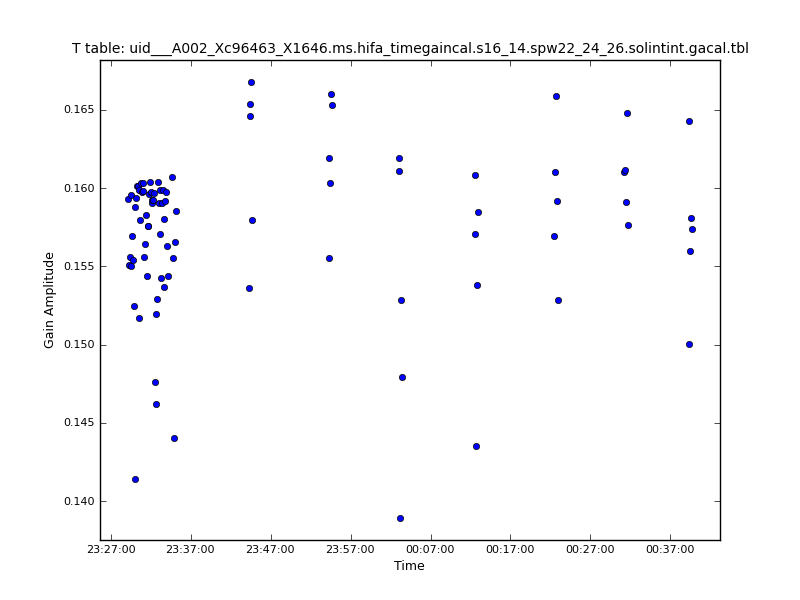 T table: uid___A002_Xc96463_X1646.ms.hifa_timegaincal.s16_14.spw22_24_26.solintint.gacal.tbl
0.165
0.160
0.155
0.150
0.145
0.140
Gain Amplitude
23:27:00 23:37:00 23:47:00 23:57:00 00:07:00 00:17:00 00:27:00 00:37:00
Time